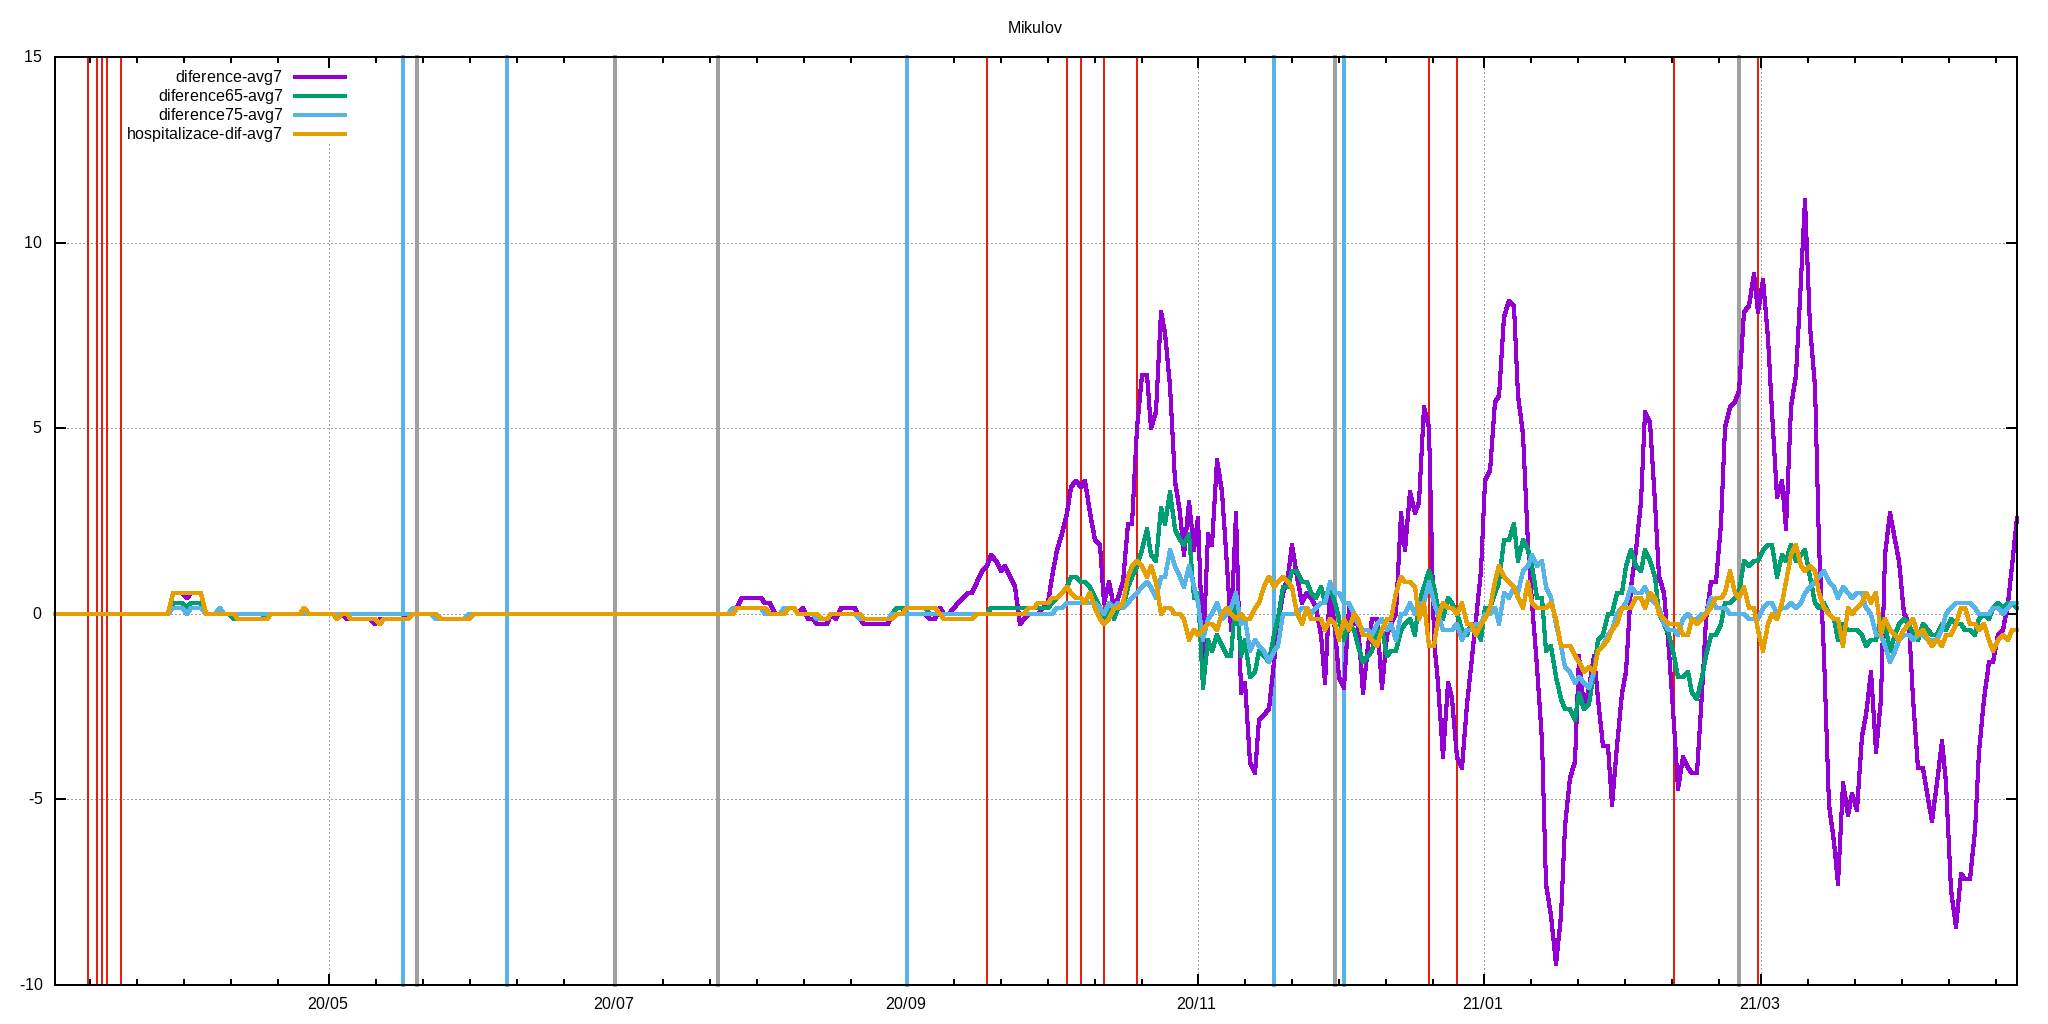 Mikulov
15
diference-avg7
diference65-avg7
diference75-avg7
hospitalizace-dif-avg7
10
5
0
-5
-10
20/05 20/07 20/09 20/11 21/01 21/03